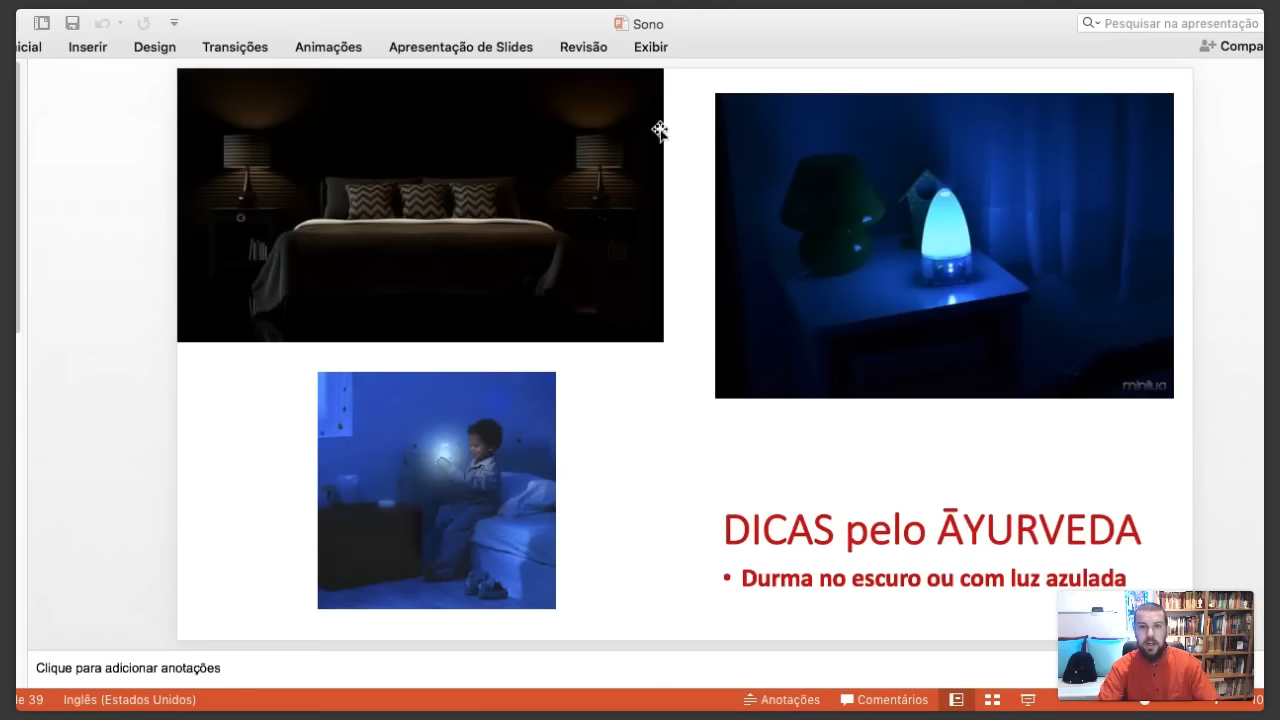 Sono
Pesquisar na apresentação
icial Inserir Design Transições Animações Apresentação de Slides Revisão Exibir
Compa
minilua
DICAS pelo ĀYURVEDA
• Durma no escuro ou com luz azulada
Clique para adicionar anotações
le 39 Inglês (Estados Unidos) Anotações Comentários